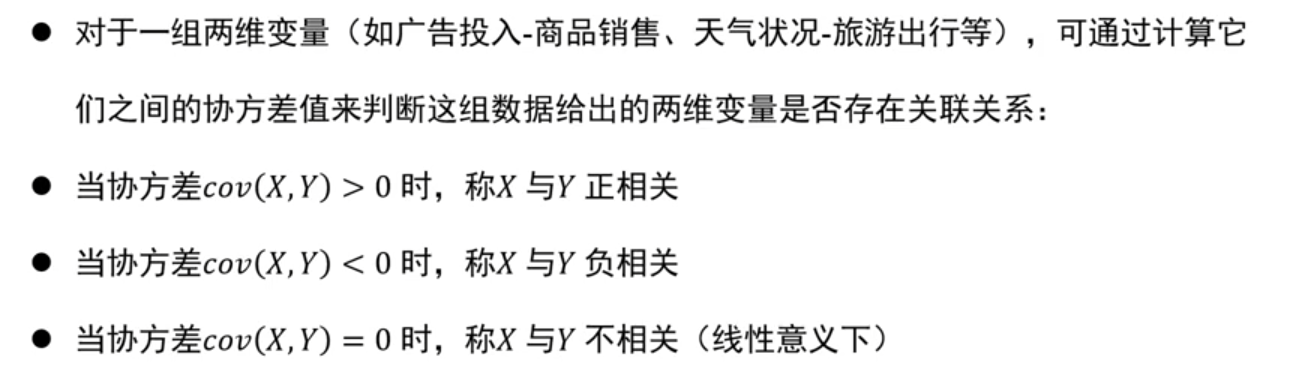 ● 对于一组两维变量（如广告投入-商品销售、天气状况-旅游出行等），可通过计算它
们之间的协方差值来判断这组数据给出的两维变量是否存在关联关系：
● 当协方差cov(X,Y) > 0 时，称X 与Y 正相关
● 当协方差cov(X,Y) < 0 时，称X 与Y 负相关
● 当协方差cov(X,Y) = 0 时，称X 与Y 不相关（线性意义下）